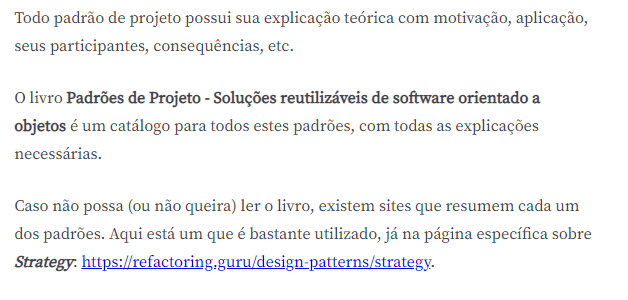 Todo padrão de projeto possui sua explicação teórica com motivação, aplicação,
seus participantes, consequências, etc.
O livro Padrões de Projeto - Soluções reutilizáveis de software orientado a
objetos é um catálogo para todos estes padrões, com todas as explicações
necessárias.
Caso não possa (ou não queira) ler o livro, existem sites que resumem cada um
dos padrões. Aqui está um que é bastante utilizado, já na página específica sobre
Strategy: https://refactoring.guru/design-patterns/strategy.